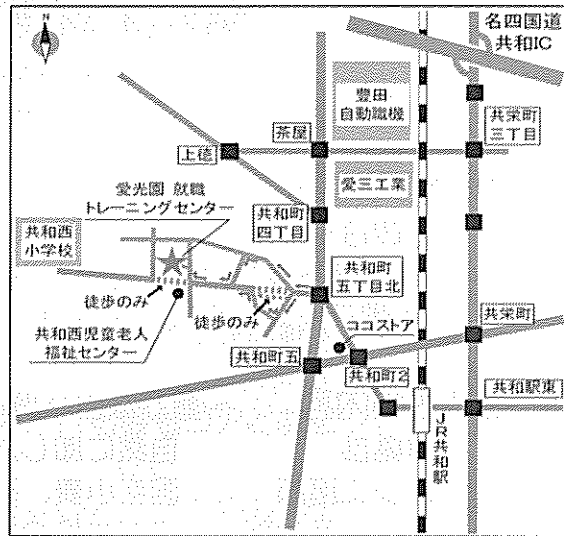 N
名四国道
共和IC
豊田
自動織機
共栄町
三丁目
茶屋
上徳
愛三工業
愛光園 就職
トレーニングセンター
共和町
四丁目
共和西
小学校
共和町
五丁目北
徒歩のみ
徒歩のみ
ココストア
共栄町
共和西児童老人
福祉センター
共和町五
共和町2
共和駅東
JR共和駅